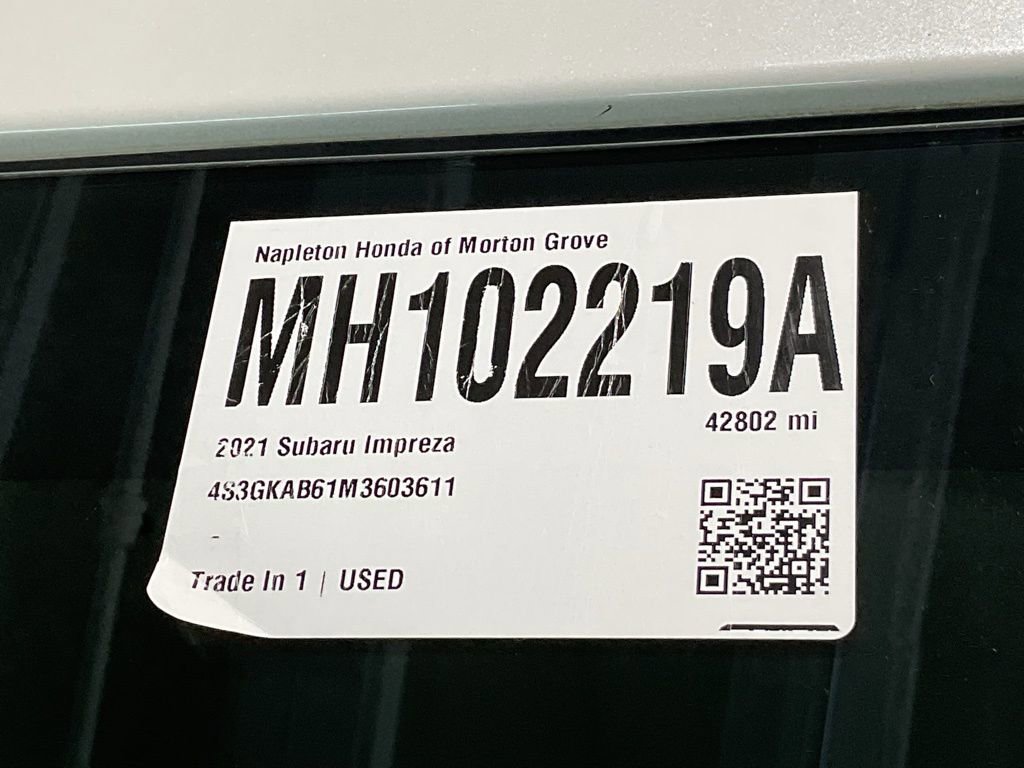 Napleton Honda of Morton Grove
MH102219A
42802 mi
2021 Subaru Impreza
4S3GKAB61M3603611
-
Trade In 1 | USED